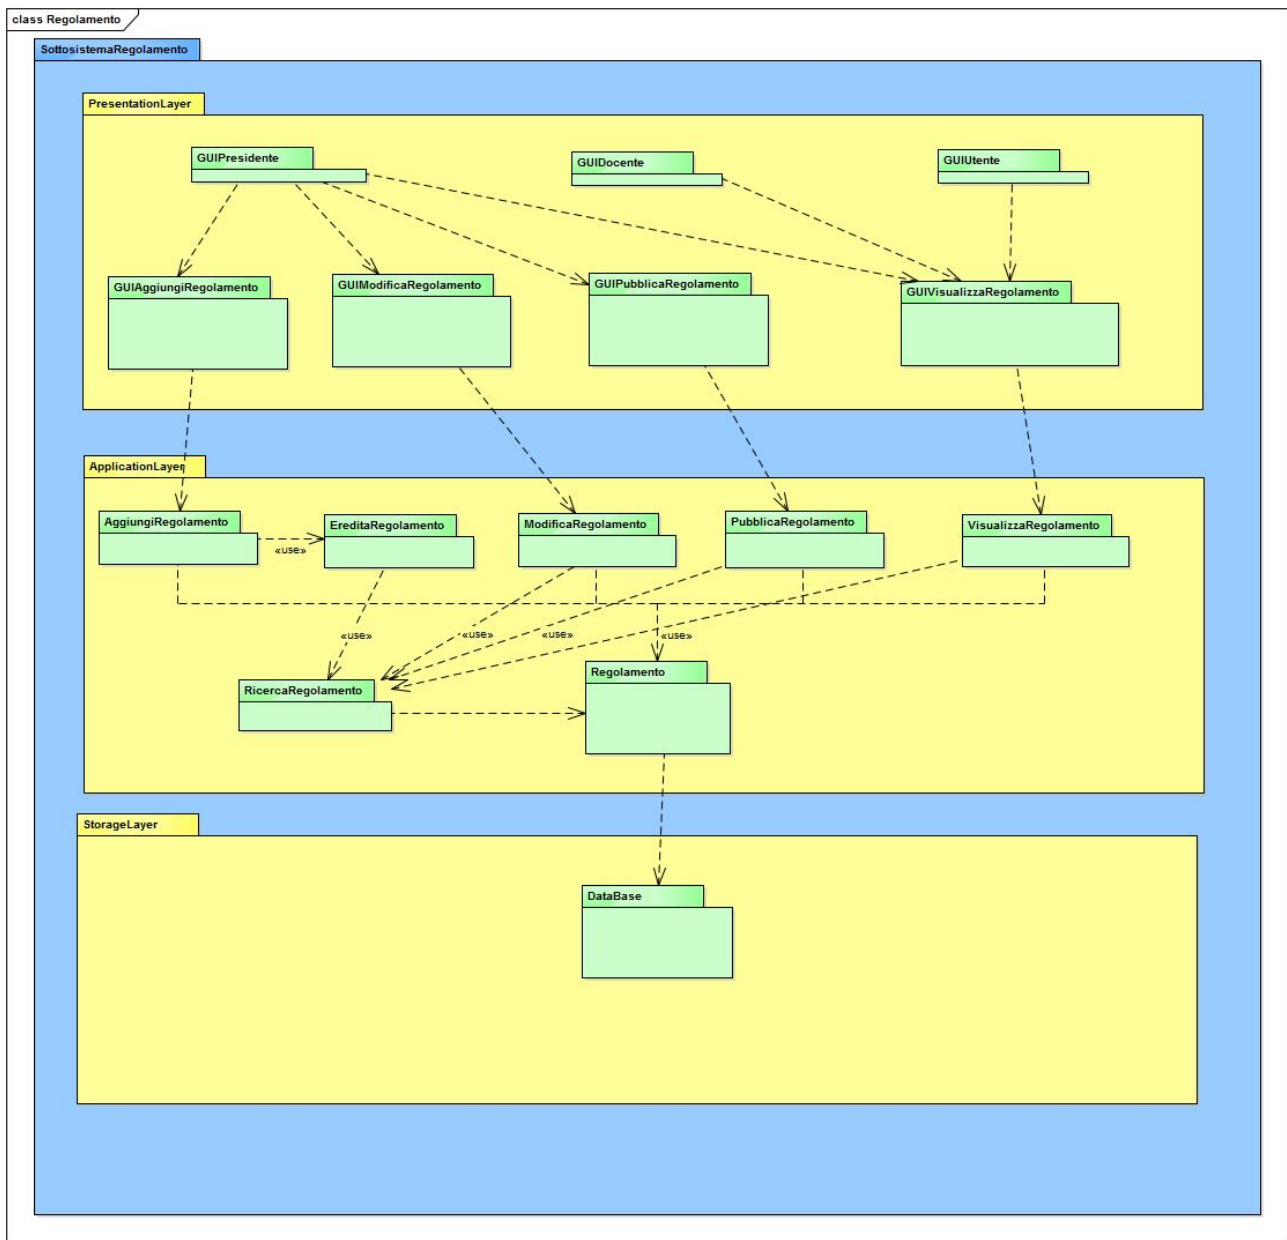 class Regolamento
SottosistemaRegolamento
PresentationLayer
GUIPresidente
GUIDocente
GUIUtente
GUIAggiungiRegolamento
GUIModificaRegolamento
GUIPubblicaRegolamento
GUIVisualizzaRegolamento
ApplicationLayer
AggiungiRegolamento
EreditaRegolamento
ModificaRegolamento
PubblicaRegolamento
VisualizzaRegolamento
«use»
«use»
«use»
«use»
«use»
RicercaRegolamento
Regolamento
StorageLayer
DataBase